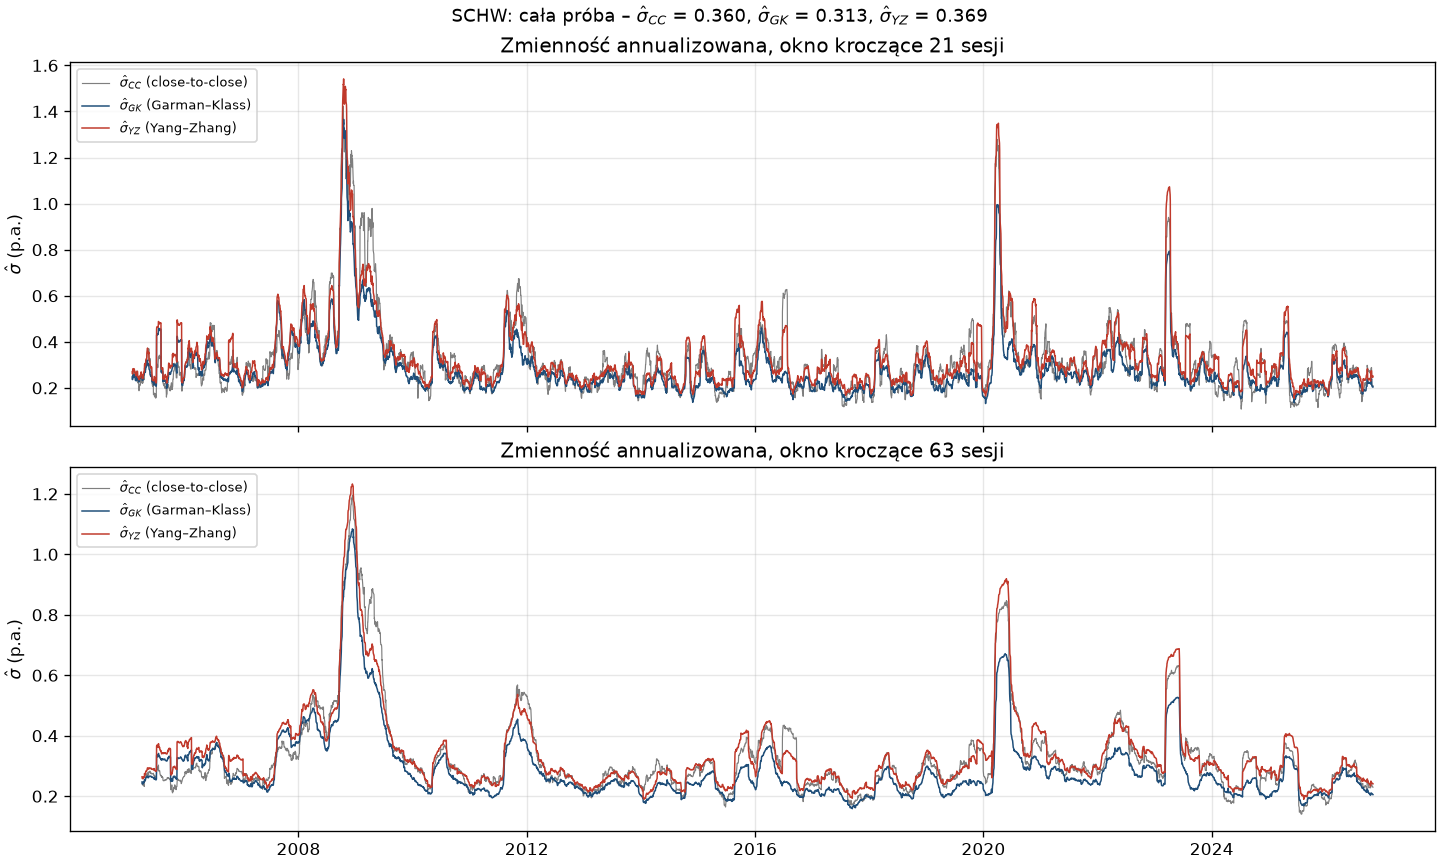 SCHW: cała próba – σ̂CC = 0.360, σ̂GK = 0.313, σ̂YZ = 0.369
Zmienność annualizowana, okno kroczące 21 sesji
σ̂CC (close-to-close)
σ̂GK (Garman–Klass)
σ̂YZ (Yang–Zhang)
σ̂ (p.a.)
1.6
1.4
1.2
1.0
0.8
0.6
0.4
0.2
Zmienność annualizowana, okno kroczące 63 sesji
σ̂CC (close-to-close)
σ̂GK (Garman–Klass)
σ̂YZ (Yang–Zhang)
σ̂ (p.a.)
1.2
1.0
0.8
0.6
0.4
0.2
2008 2012 2016 2020 2024